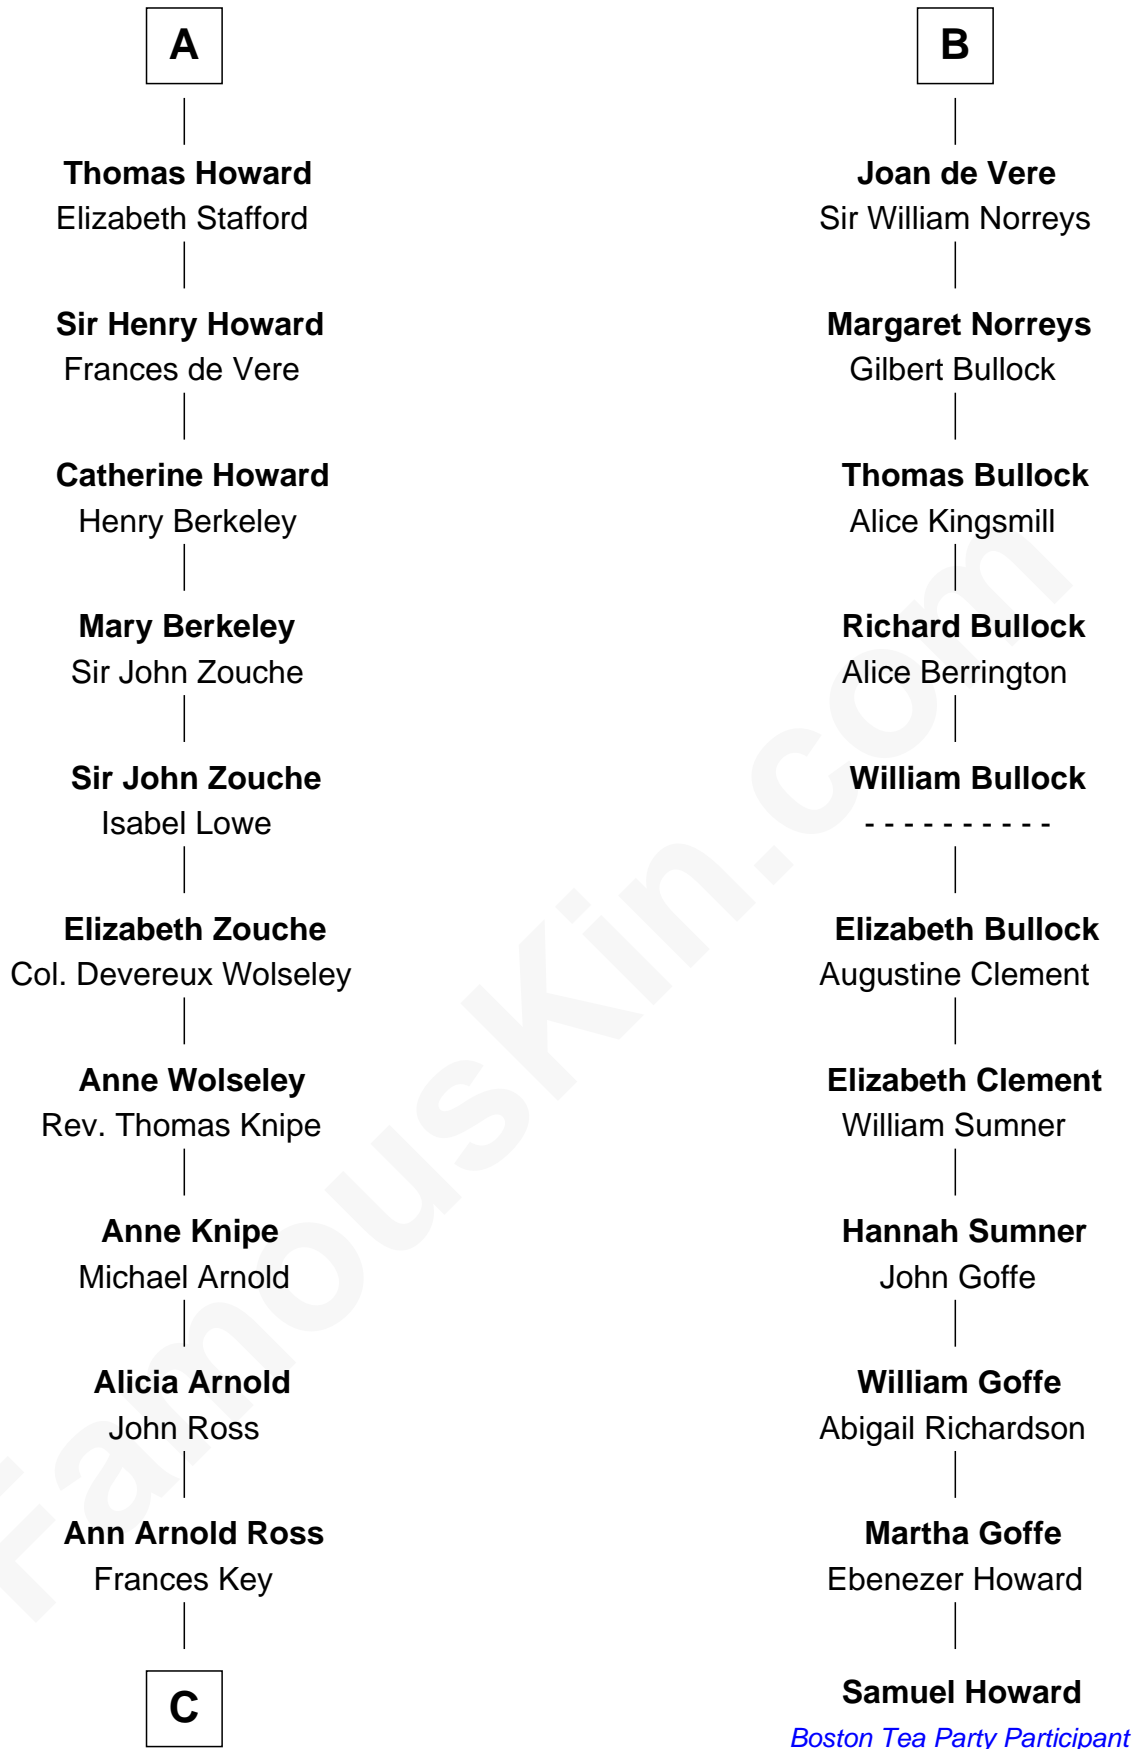 A
Thomas Howard
Elizabeth Stafford
Sir Henry Howard
Frances de Vere
Catherine Howard
Henry Berkeley
Mary Berkeley
Sir John Zouche
Sir John Zouche
Isabel Lowe
Elizabeth Zouche
Col. Devereux Wolseley
Anne Wolseley
Rev. Thomas Knipe
Anne Knipe
Michael Arnold
Alicia Arnold
John Ross
Ann Arnold Ross
Frances Key
C
B
Joan de Vere
Sir William Norreys
Margaret Norreys
Gilbert Bullock
Thomas Bullock
Alice Kingsmill
Richard Bullock
Alice Berrington
William Bullock
- - - - - - - - - -
Elizabeth Bullock
Augustine Clement
Elizabeth Clement
William Sumner
Hannah Sumner
John Goffe
William Goffe
Abigail Richardson
Martha Goffe
Ebenezer Howard
Samuel Howard
Boston Tea Party Participant
FamousKin.com